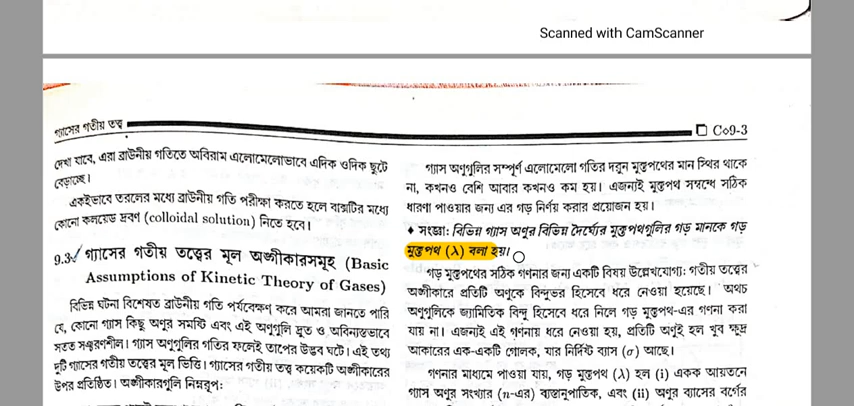 Scanned with CamScanner
গ্যাসের গতীয় তত্ত্ব
Co9-3
দেখা যাবে, এরা ব্রাউনীয় গতিতে অবিরাম এলোমেলোভাবে এদিক ওদিক ছুটে
বেড়াচ্ছে।
একইভাবে তরলের মধ্যে ব্রাউনীয় গতি পরীক্ষা করতে হলে বাক্সটির মধ্যে
কোনো কলয়েড দ্রবণ (colloidal solution) নিতে হবে।
9.3 গ্যাসের গতীয় তত্ত্বের মূল অঙ্গীকারসমূহ (Basic
Assumptions of Kinetic Theory of Gases)
বিভিন্ন ঘটনা বিশেষত ব্রাউনীয় গতি পর্যবেক্ষণ করে আমরা জানতে পারি
যে, কোনো গ্যাস কিছু অণুর সমষ্টি এবং এই অণুগুলি দ্রুত ও অবিন্যস্তভাবে
সতত সঞ্চরণশীল। গ্যাস অণুগুলির গতির ফলেই তাপের উদ্ভব ঘটে। এই তথ্য
দুটি গ্যাসের গতীয় তত্ত্বের মূল ভিত্তি। গ্যাসের গতীয় তত্ত্ব কয়েকটি অঙ্গীকারের
উপর প্রতিষ্ঠিত। অঙ্গীকারগুলি নিম্নরূপ:
গ্যাস অণুগুলির সম্পূর্ণ এলোমেলো গতির দরুন মুক্তপথের মান স্থির থাকে
না, কখনও বেশি আবার কখনও কম হয়। এজন্যই মুক্তপথ সম্বন্ধে সঠিক
ধারণা পাওয়ার জন্য এর গড় নির্ণয় করার প্রয়োজন হয়।
♦ সংজ্ঞা: বিভিন্ন গ্যাস অণুর বিভিন্ন দৈর্ঘ্যের মুক্তপথগুলির গড় মানকে গড়
মুক্তপথ (λ) বলা হয়।
গড় মুক্তপথের সঠিক গণনার জন্য একটি বিষয় উল্লেখযোগ্য: গতীয় তত্ত্বের
অঙ্গীকারে প্রতিটি অণুকে বিন্দুভর হিসেবে ধরে নেওয়া হয়েছে। অথচ
অণুগুলিকে জ্যামিতিক বিন্দু হিসেবে ধরে নিলে গড় মুক্তপথ-এর গণনা করা
যায় না। এজন্যই এই গণনায় ধরে নেওয়া হয়, প্রতিটি অণুই হল খুব ক্ষুদ্র
আকারের এক-একটি গোলক, যার নির্দিষ্ট ব্যাস (σ) আছে।
গণনার মাধ্যমে পাওয়া যায়, গড় মুক্তপথ (λ) হল (i) একক আয়তনে
গ্যাস অণুর সংখ্যার (n-এর) ব্যস্তানুপাতিক, এবং (ii) অণুর ব্যাসের বর্গের